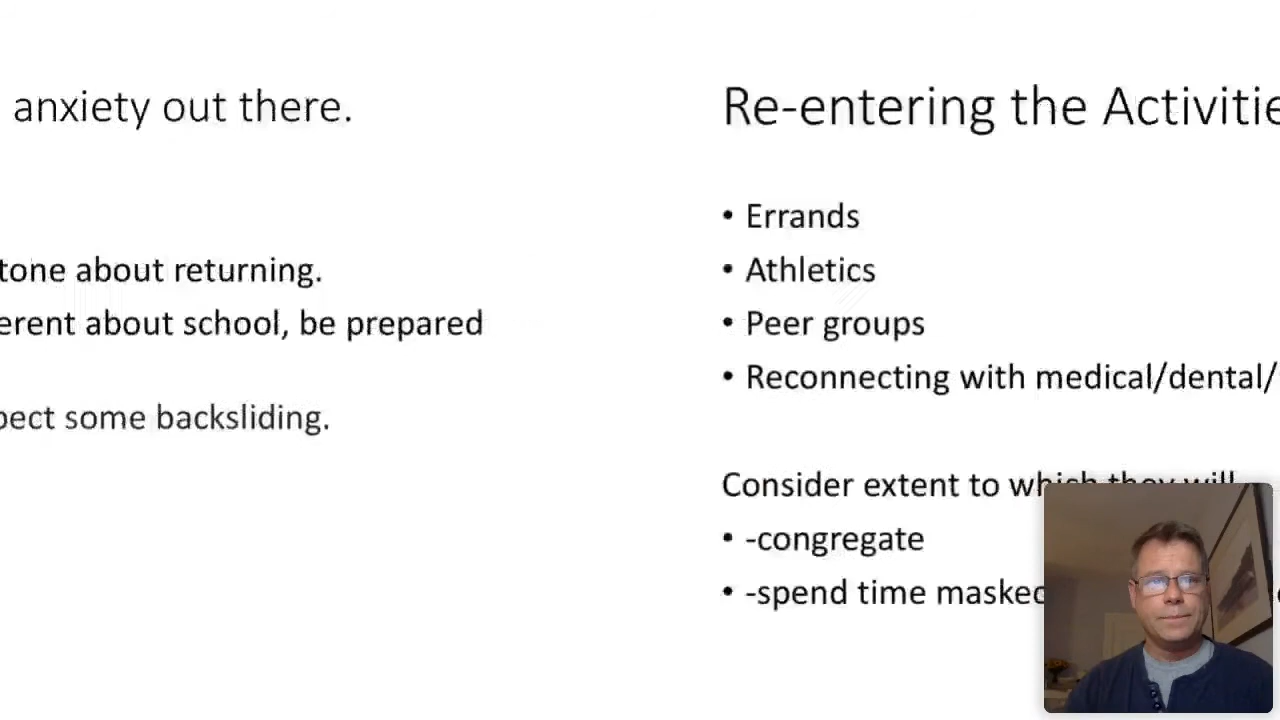 anxiety out there.
tone about returning.
erent about school, be prepared
pect some backsliding.
Re-entering the Activitie
• Errands
• Athletics
• Peer groups
• Reconnecting with medical/dental/
Consider extent to which they will
• -congregate
• -spend time masked